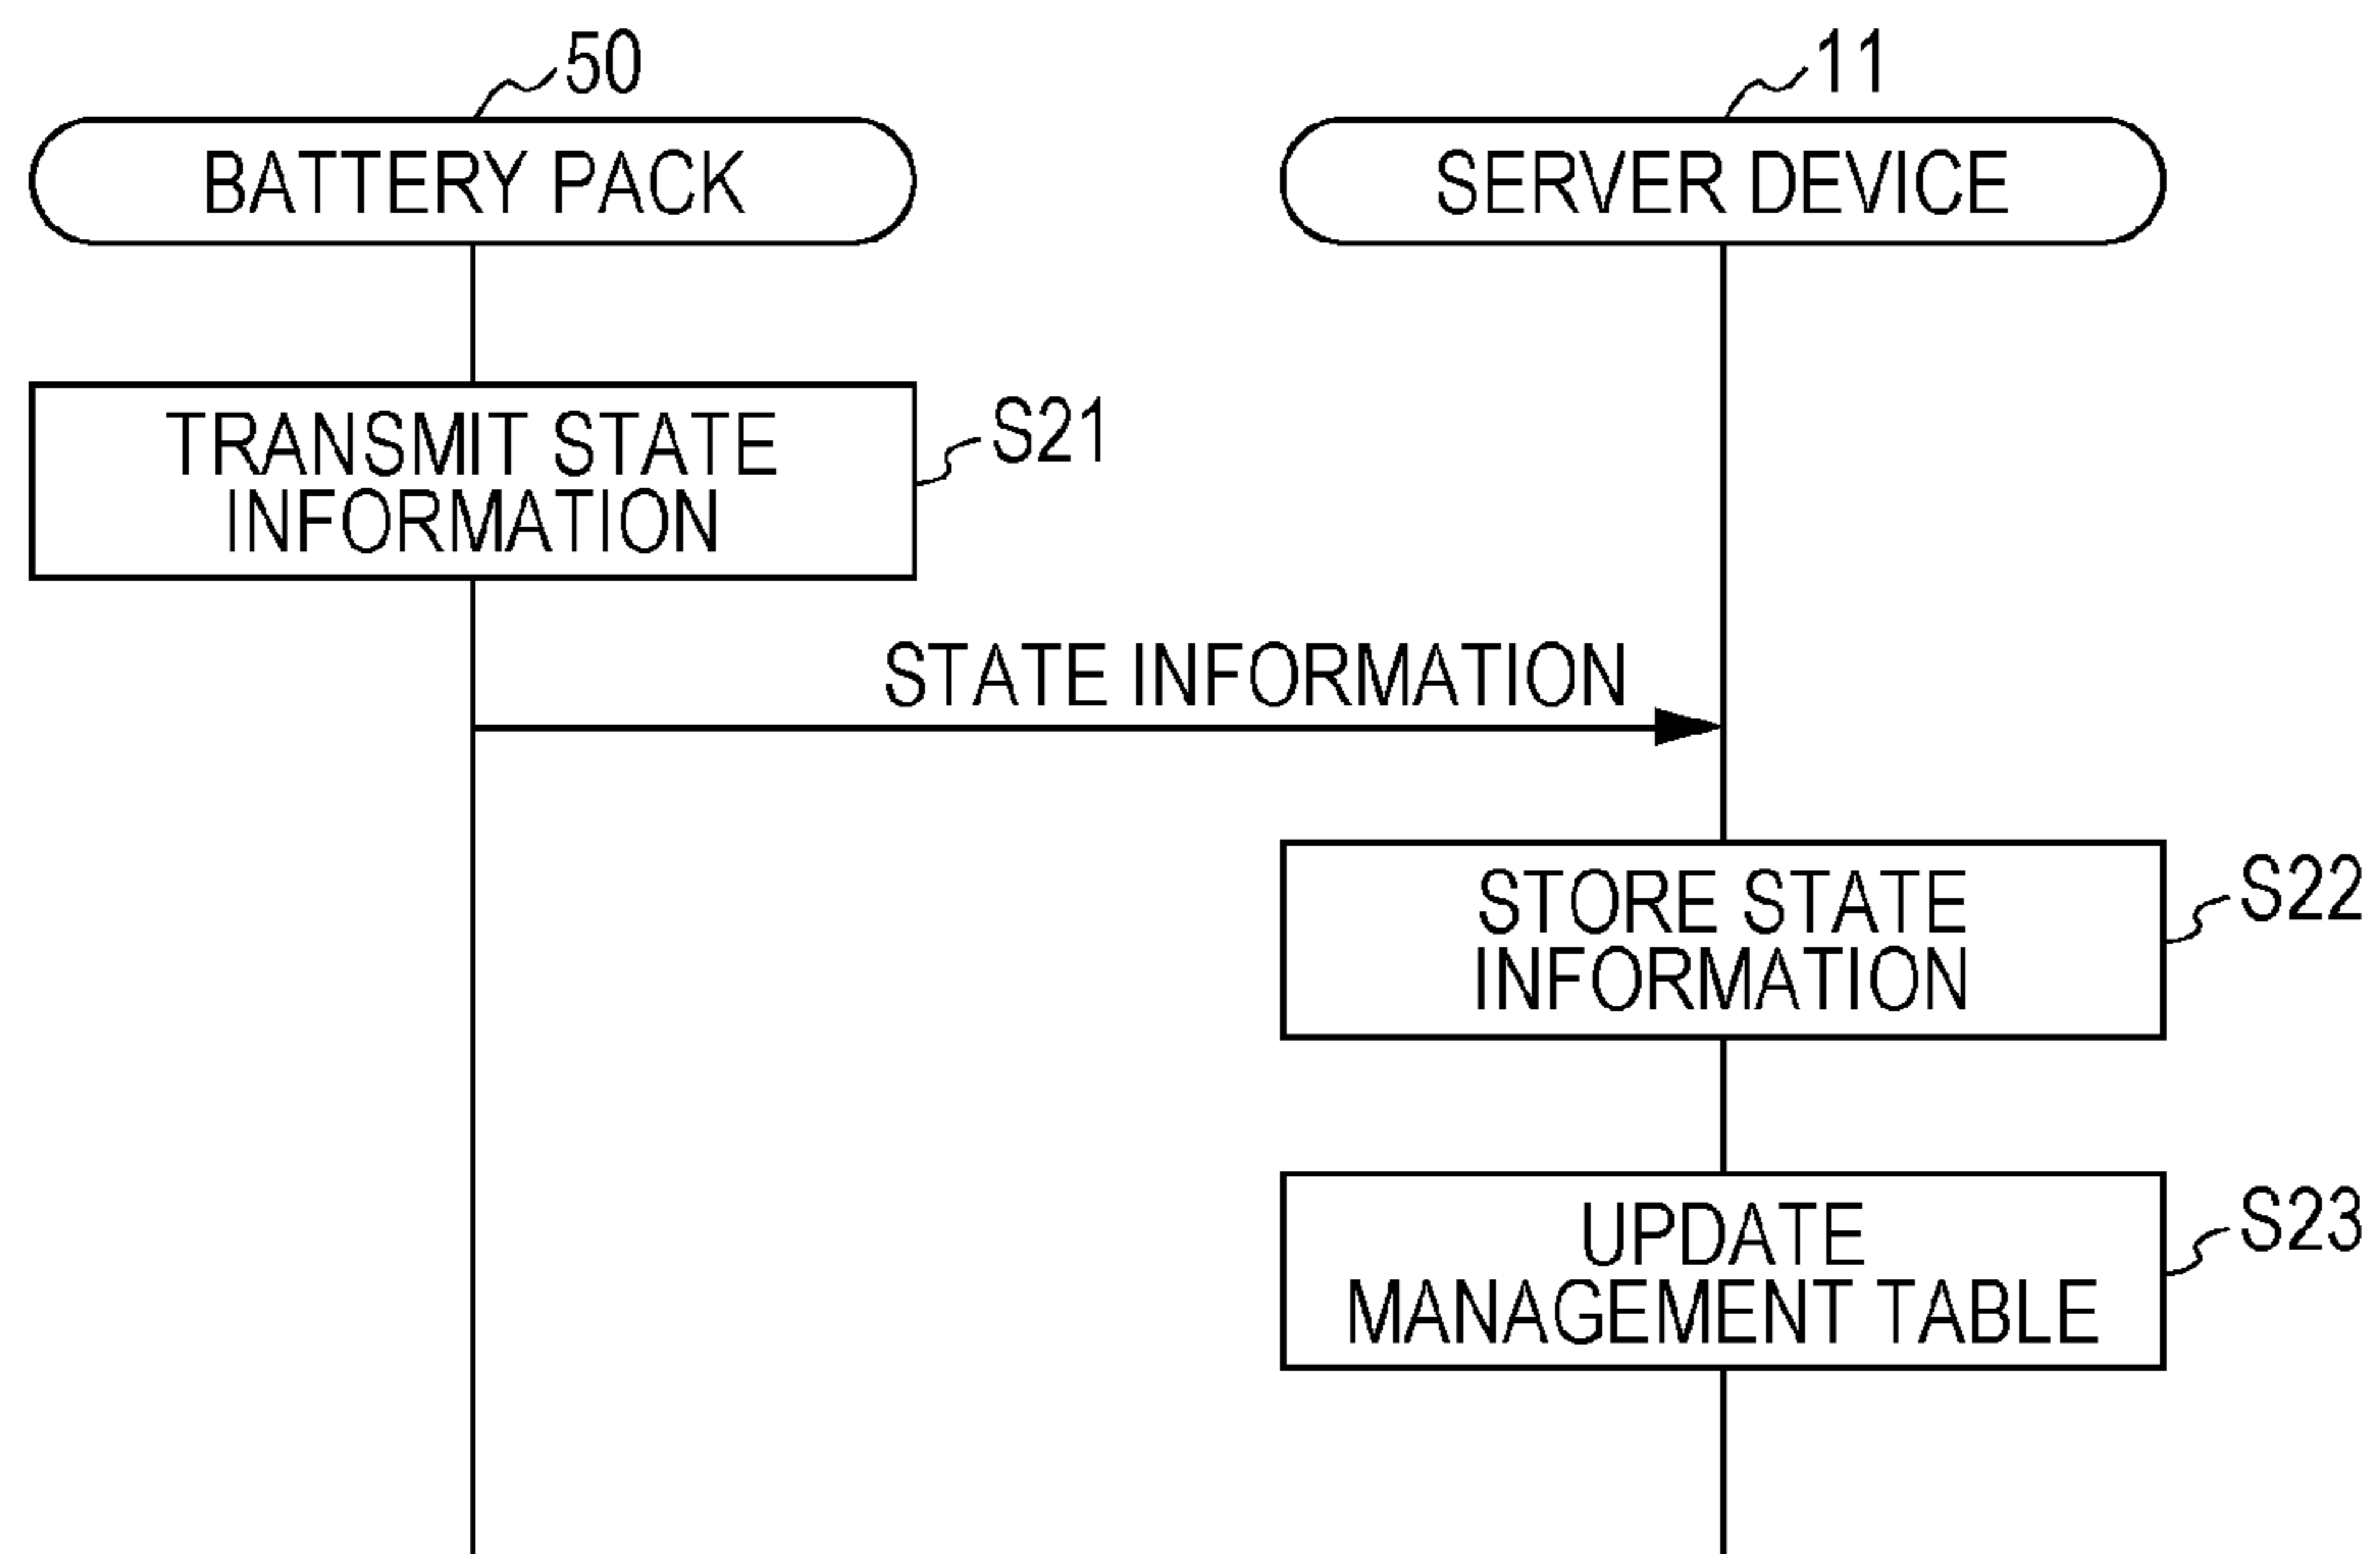 50
11
BATTERY PACK
SERVER DEVICE
TRANSMIT STATE
INFORMATION
S21
STATE INFORMATION
STORE STATE
INFORMATION
S22
UPDATE
MANAGEMENT TABLE
S23